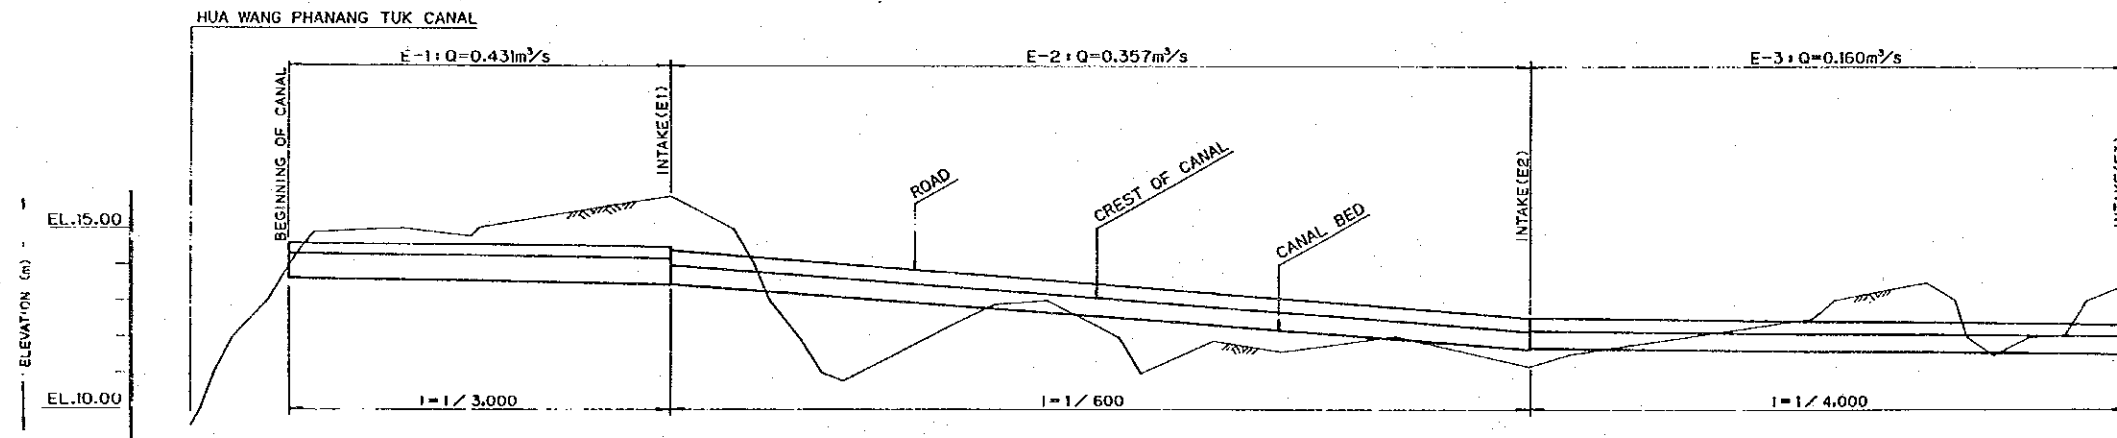 HUA WANG PHANANG TUK CANAL
E-1: Q=0.431m³/s
E-2: Q=0.357m³/s
E-3: Q=0.160m³/s
BEGINNING OF CANAL
INTAKE(E1)
ROAD
CREST OF CANAL
CANAL BED
INTAKE(E2)
ELEVATION (m)
EL.15.00
EL.10.00
I=1/3,000
I=1/600
I=1/4,000